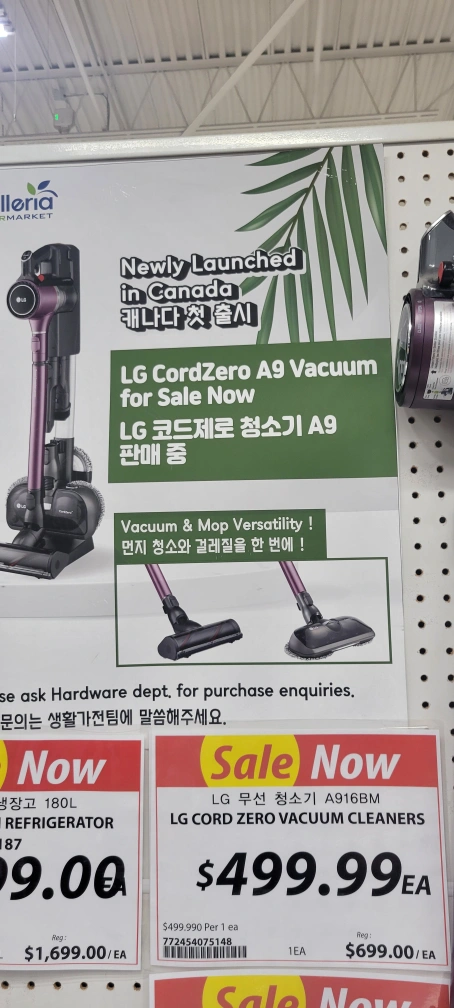 lleria
RMARKET
Newly Launched
in Canada
캐나다 첫 출시
LG CordZero A9 Vacuum
for Sale Now
LG 코드제로 청소기 A9
판매 중
Vacuum & Mop Versatility !
먼지 청소와 걸레질을 한 번에 !
se ask Hardware dept. for purchase enquiries.
문의는 생활가전팀에 말씀해주세요.
Now
냉장고 180L
REFRIGERATOR
187
99.00
EA
Reg:
$1,699.00/EA
Sale Now
LG 무선 청소기 A916BM
LG CORD ZERO VACUUM CLEANERS
$499.99EA
$499.990 Per 1 ea
772454075148
1EA
Reg:
$699.00/EA
Sale Now